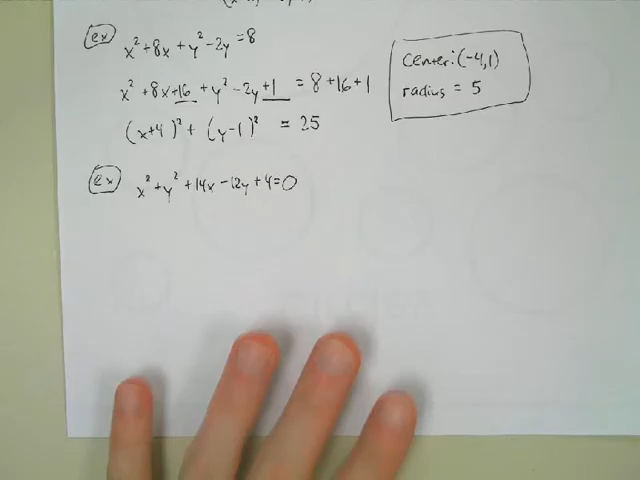 ex x² + 8x + y² - 2y = 8
x² + 8x + 16 + y² - 2y + 1 = 8 + 16 + 1
(x+4)² + (y-1)² = 25
center: (-4,1)
radius = 5
ex x² + y² + 14x - 12y + 4 = 0